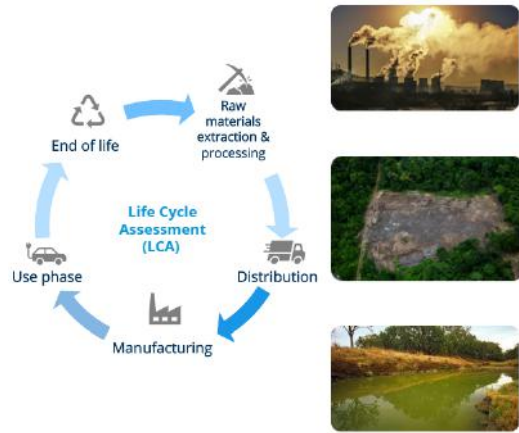 Raw
materials
extraction &
processing
End of life
Life Cycle
Assessment
(LCA)
Use phase
Distribution
Manufacturing